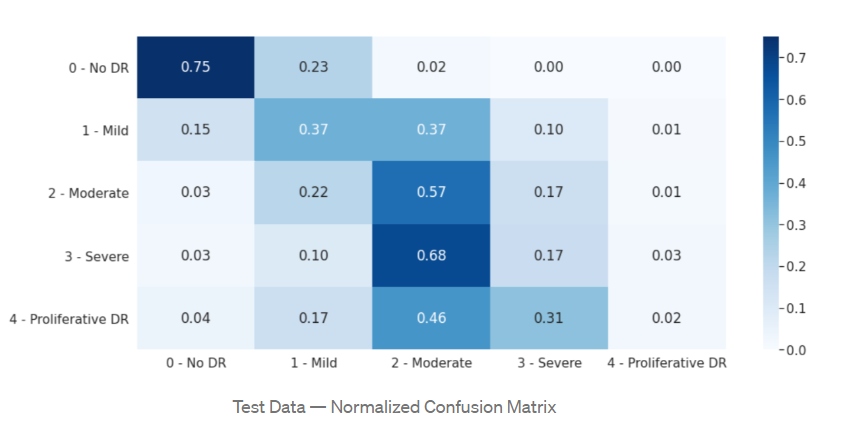 0 - No DR 0.75 0.23 0.02 0.00 0.00
1 - Mild 0.15 0.37 0.37 0.10 0.01
2 - Moderate 0.03 0.22 0.57 0.17 0.01
3 - Severe 0.03 0.10 0.68 0.17 0.03
4 - Proliferative DR 0.04 0.17 0.46 0.31 0.02
0 - No DR 1 - Mild 2 - Moderate 3 - Severe 4 - Proliferative DR
0.7
0.6
0.5
0.4
0.3
0.2
0.1
0.0
Test Data — Normalized Confusion Matrix